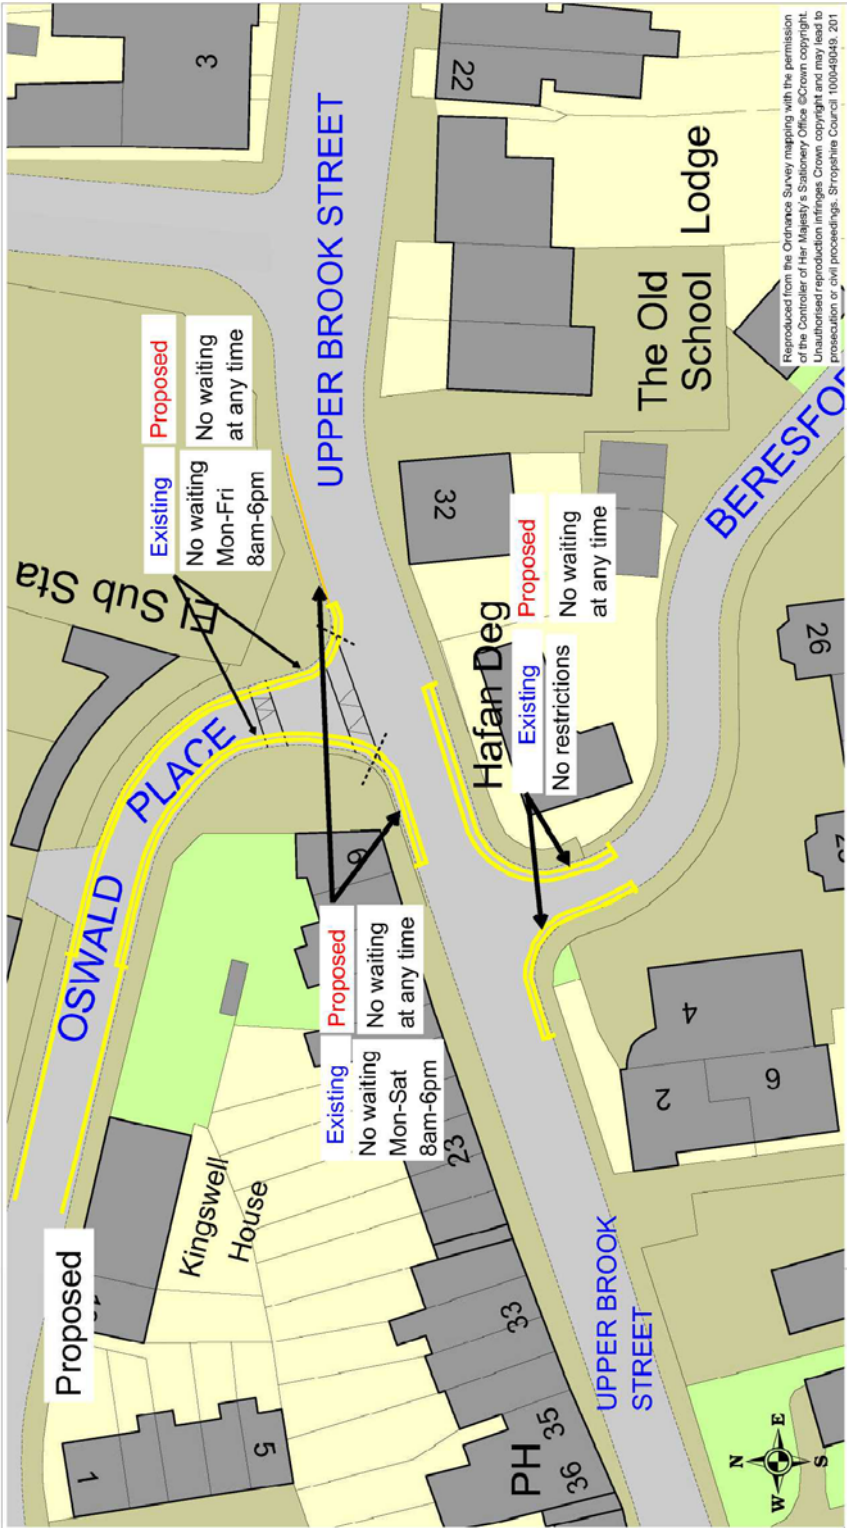 Proposed
1
5
Kingswell
House
PH
36
35
33
23
6
OSWALD
PLACE
El Sub Sta
3
Existing
No waiting
Mon-Fri
8am-6pm
Proposed
No waiting
at any time
Existing
No waiting
Mon-Sat
8am-6pm
Proposed
No waiting
at any time
UPPER BROOK STREET
UPPER BROOK
STREET
22
32
Hafan Deg
Existing
No restrictions
Proposed
No waiting
at any time
The Old
School
Lodge
BERESFO
26
2
4
6
N
E
S
W
Reproduced from the Ordnance Survey mapping with the permission
of the Controller of Her Majesty's Stationery Office ©Crown copyright.
Unauthorised reproduction infringes Crown copyright and may lead to
prosecution or civil proceedings. Shropshire Council 100049049. 201